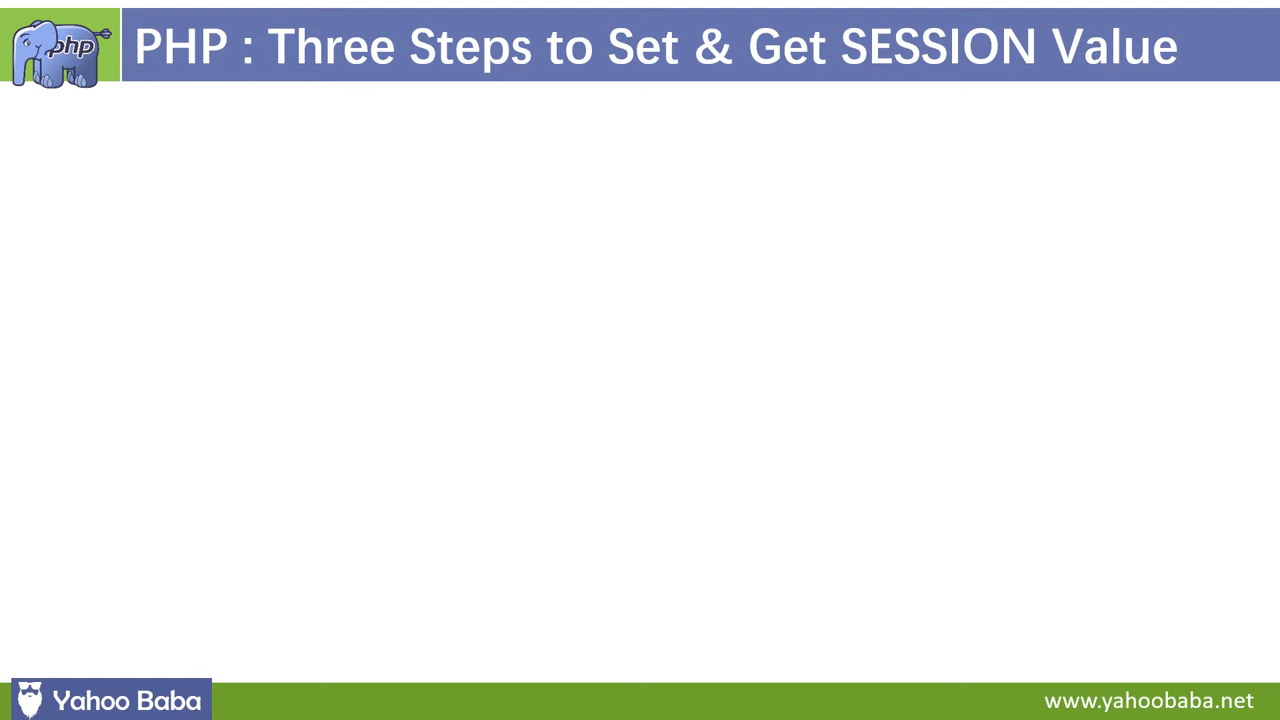 php
PHP : Three Steps to Set & Get SESSION Value
Yahoo Baba
www.yahoobaba.net